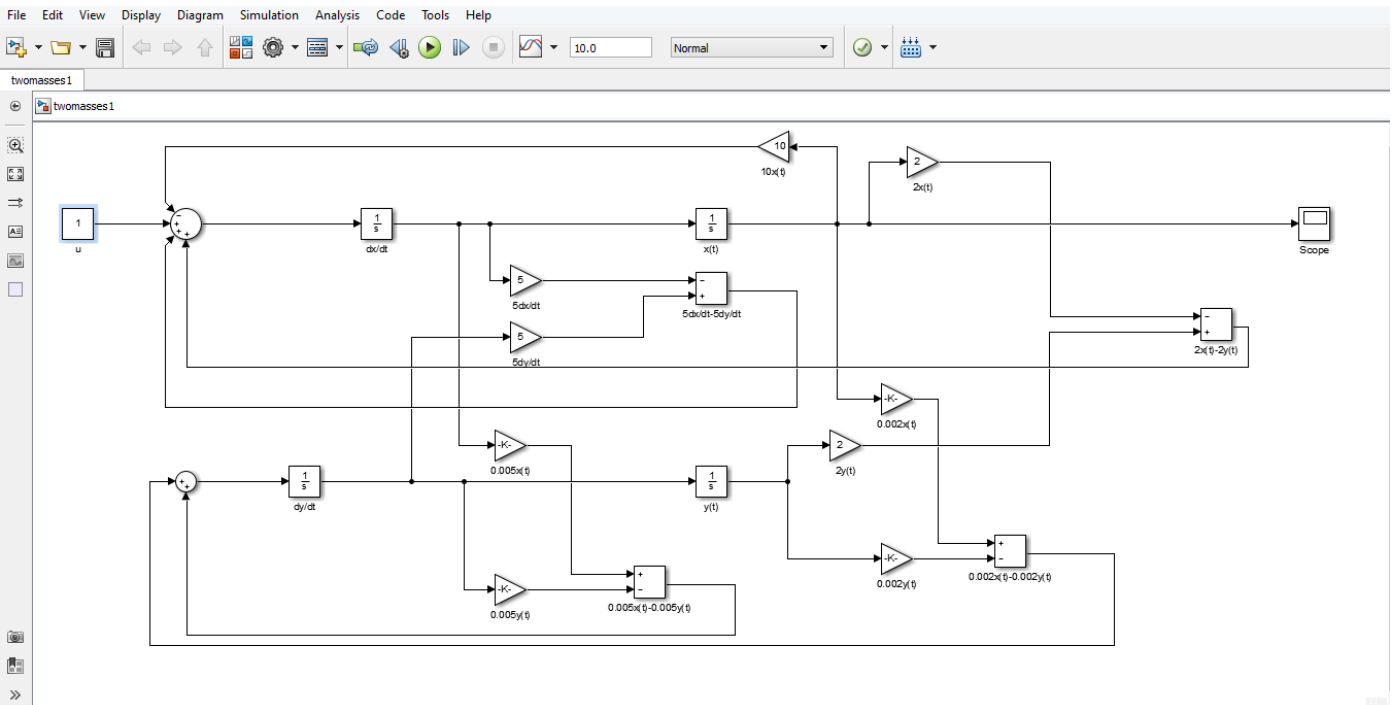 File Edit View Display Diagram Simulation Analysis Code Tools Help
10.0 Normal
twomasses1
twomasses1
10
10x(t)
2
2x(t)
1
u
1
s
dx/dt
1
s
x(t)
Scope
5
5dx/dt
5dx/dt-5dy/dt
5
5dy/dt
2x(t)-2y(t)
-K-
0.002x(t)
-K-
0.005x(t)
2
2y(t)
1
s
dy/dt
1
s
y(t)
-K-
0.002y(t)
0.002x(t)-0.002y(t)
-K-
0.005y(t)
0.005x(t)-0.005y(t)